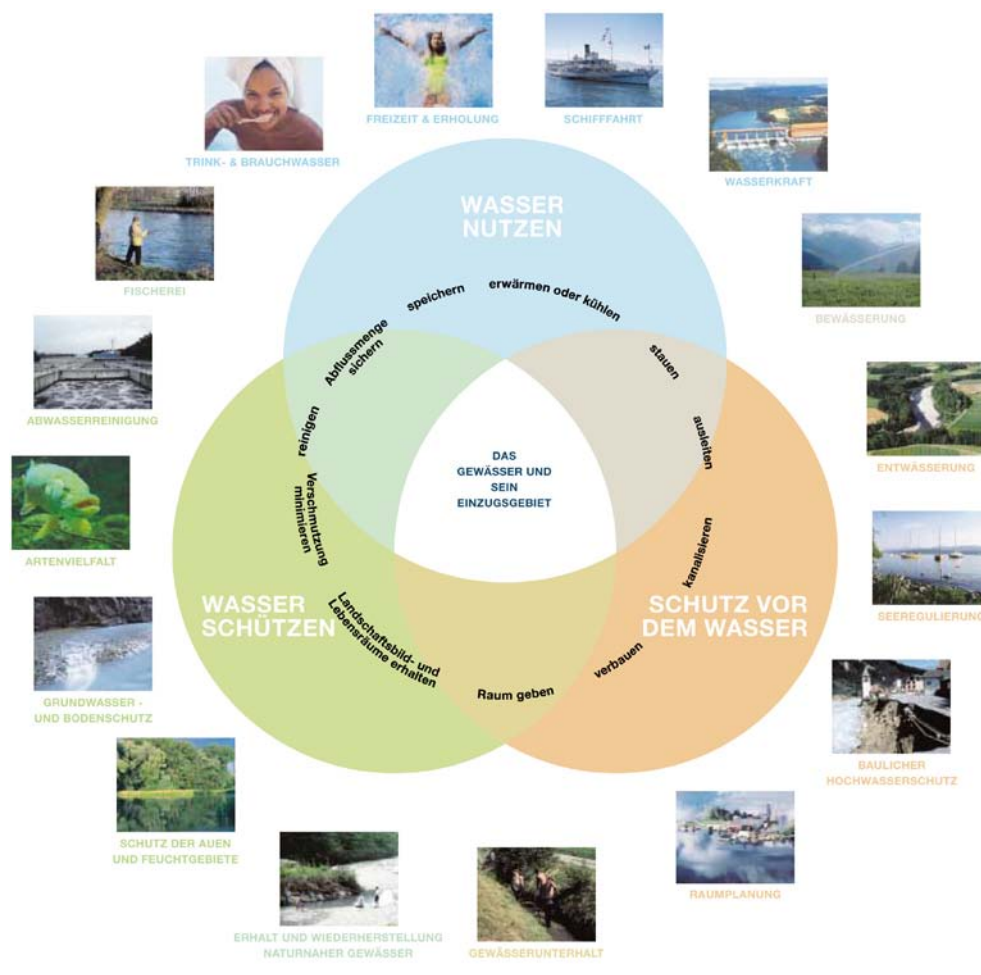 FREIZEIT & ERHOLUNG
SCHIFFFAHRT
TRINK- & BRAUCHWASSER
WASSERKRAFT
FISCHEREI
BEWÄSSERUNG
ABWASSERREINIGUNG
ENTWÄSSERUNG
ARTENVIELFALT
SEEREGULIERUNG
GRUNDWASSER -
UND BODENSCHUTZ
BAULICHER
HOCHWASSERSCHUTZ
SCHUTZ DER AUEN
UND FEUCHTGEBIETE
RAUMPLANUNG
ERHALT UND WIEDERHERSTELLUNG
NATURNAHER GEWÄSSER
GEWÄSSERUNTERHALT
WASSER
NUTZEN
speichern
erwärmen oder kühlen
Abflussmenge
sichern
stauen
reinigen
ausleiten
DAS
GEWÄSSER UND
SEIN
EINZUGSGEBIET
Verschmutzung
minimieren
kanalisieren
WASSER
SCHÜTZEN
SCHUTZ VOR
DEM WASSER
Landschaftsbild- und
Lebensräume erhalten
Raum geben
verbauen